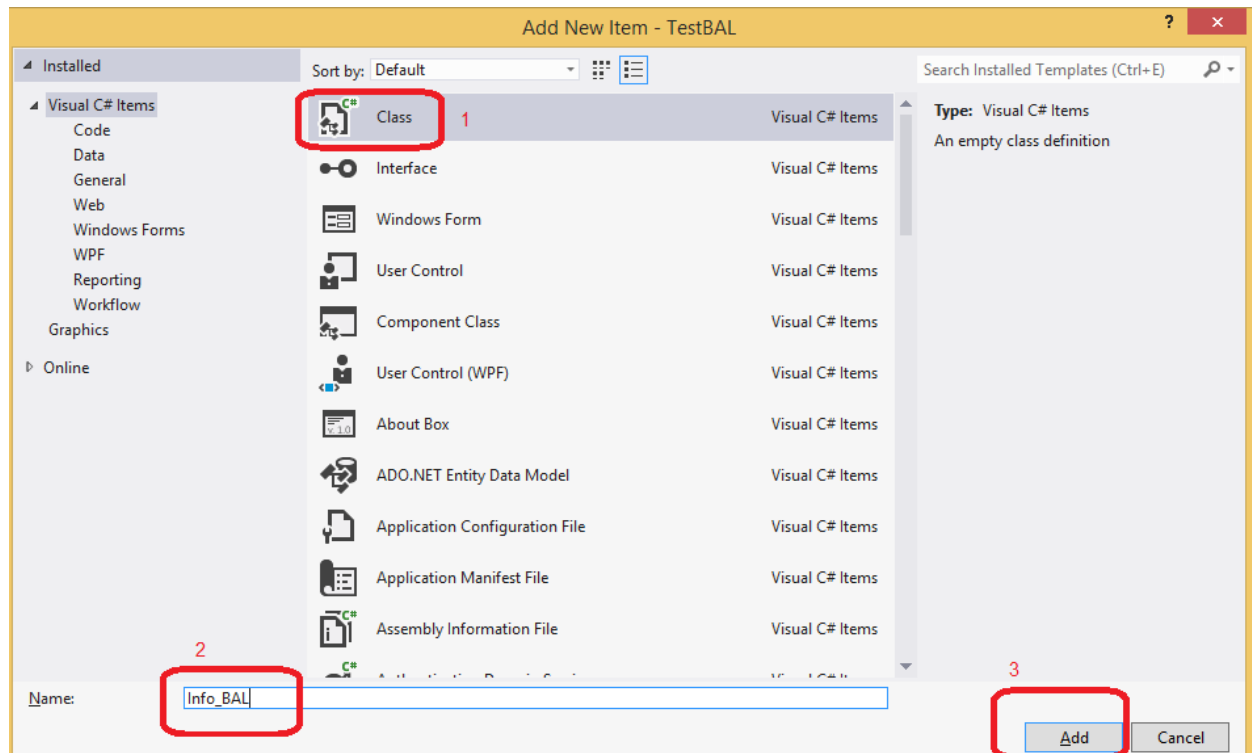 Add New Item - TestBAL
? ×
Installed
Sort by: Default
Search Installed Templates (Ctrl+E)
Visual C# Items
Code
Data
General
Web
Windows Forms
WPF
Reporting
Workflow
Graphics
Online
C# Class 1 Visual C# Items
Interface Visual C# Items
Windows Form Visual C# Items
User Control Visual C# Items
Component Class Visual C# Items
User Control (WPF) Visual C# Items
v. 1.0 About Box Visual C# Items
ADO.NET Entity Data Model Visual C# Items
Application Configuration File Visual C# Items
Application Manifest File Visual C# Items
C# Assembly Information File Visual C# Items
C#
Type: Visual C# Items
An empty class definition
2
Name: Info_BAL
3
Add Cancel